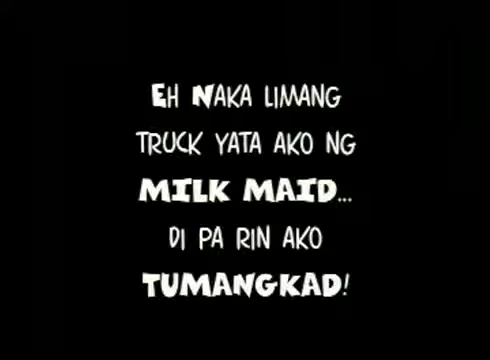 Eh Naka limang
truck yata ako ng
MILK MAID...
di pa rin ako
TUMANGKAD!